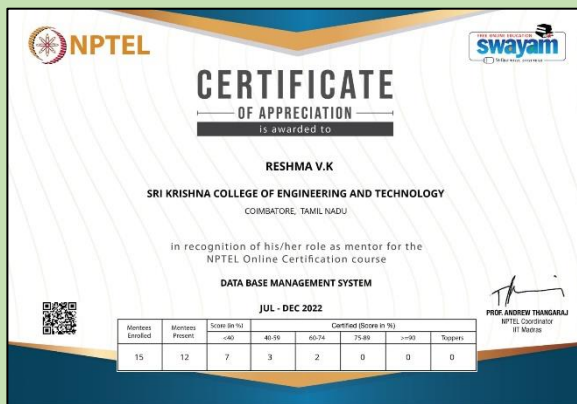 NPTEL
FREE ONLINE EDUCATION
swayam
CERTIFICATE
OF APPRECIATION
is awarded to
RESHMA V.K
SRI KRISHNA COLLEGE OF ENGINEERING AND TECHNOLOGY
COIMBATORE, TAMIL NADU
in recognition of his/her role as mentor for the
NPTEL Online Certification course
DATA BASE MANAGEMENT SYSTEM
JUL - DEC 2022
PROF. ANDREW THANGARAJ
NPTEL Coordinator
IIT Madras
Mentees Enrolled Mentees Present Score (in %) Certified (Score in %)
<40 40-59 60-74 75-89 >=90 Toppers
15 12 7 3 2 0 0 0